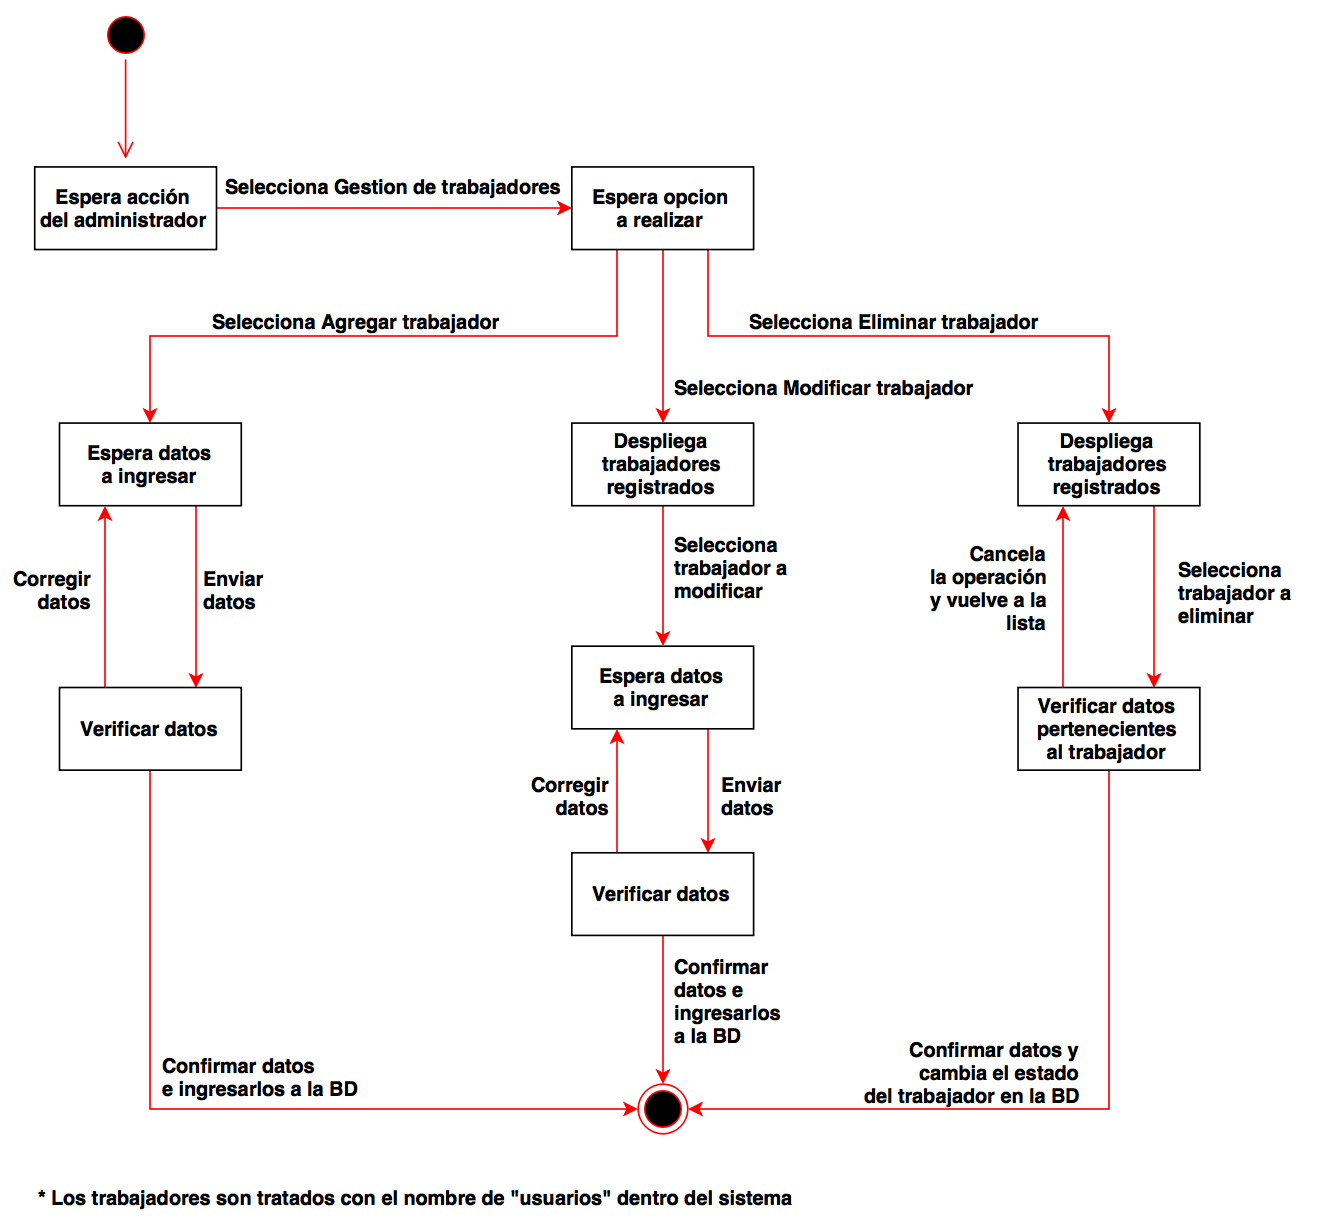 Espera acción
del administrador
Selecciona Gestion de trabajadores
Espera opcion
a realizar
Selecciona Agregar trabajador
Selecciona Eliminar trabajador
Selecciona Modificar trabajador
Espera datos
a ingresar
Despliega
trabajadores
registrados
Despliega
trabajadores
registrados
Corregir
datos
Enviar
datos
Selecciona
trabajador a
modificar
Cancela
la operación
y vuelve a la
lista
Selecciona
trabajador a
eliminar
Verificar datos
Espera datos
a ingresar
Verificar datos
pertenecientes
al trabajador
Corregir
datos
Enviar
datos
Verificar datos
Confirmar
datos e
ingresarlos
a la BD
Confirmar datos
e ingresarlos a la BD
Confirmar datos y
cambia el estado
del trabajador en la BD
* Los trabajadores son tratados con el nombre de "usuarios" dentro del sistema